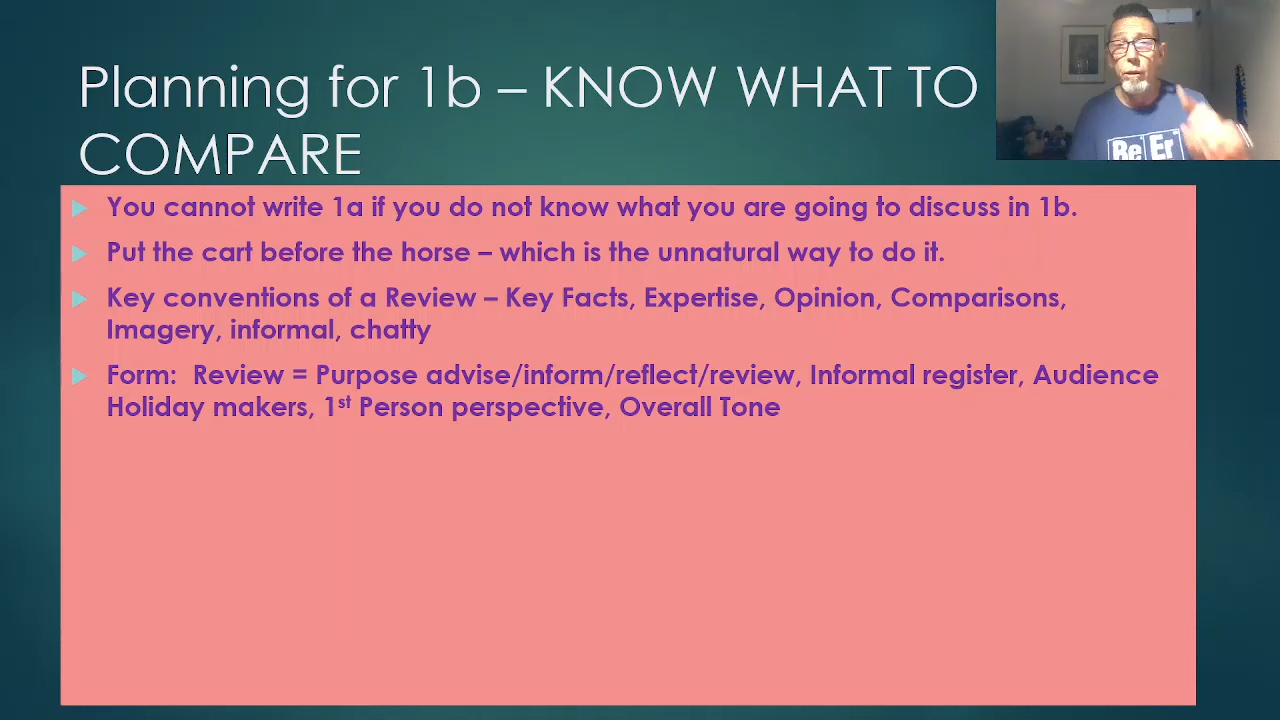 Planning for 1b – KNOW WHAT TO
COMPARE
You cannot write 1a if you do not know what you are going to discuss in 1b.
Put the cart before the horse – which is the unnatural way to do it.
Key conventions of a Review – Key Facts, Expertise, Opinion, Comparisons,
Imagery, informal, chatty
Form:  Review = Purpose advise/inform/reflect/review, Informal register, Audience
Holiday makers, 1st Person perspective, Overall Tone
Be Er